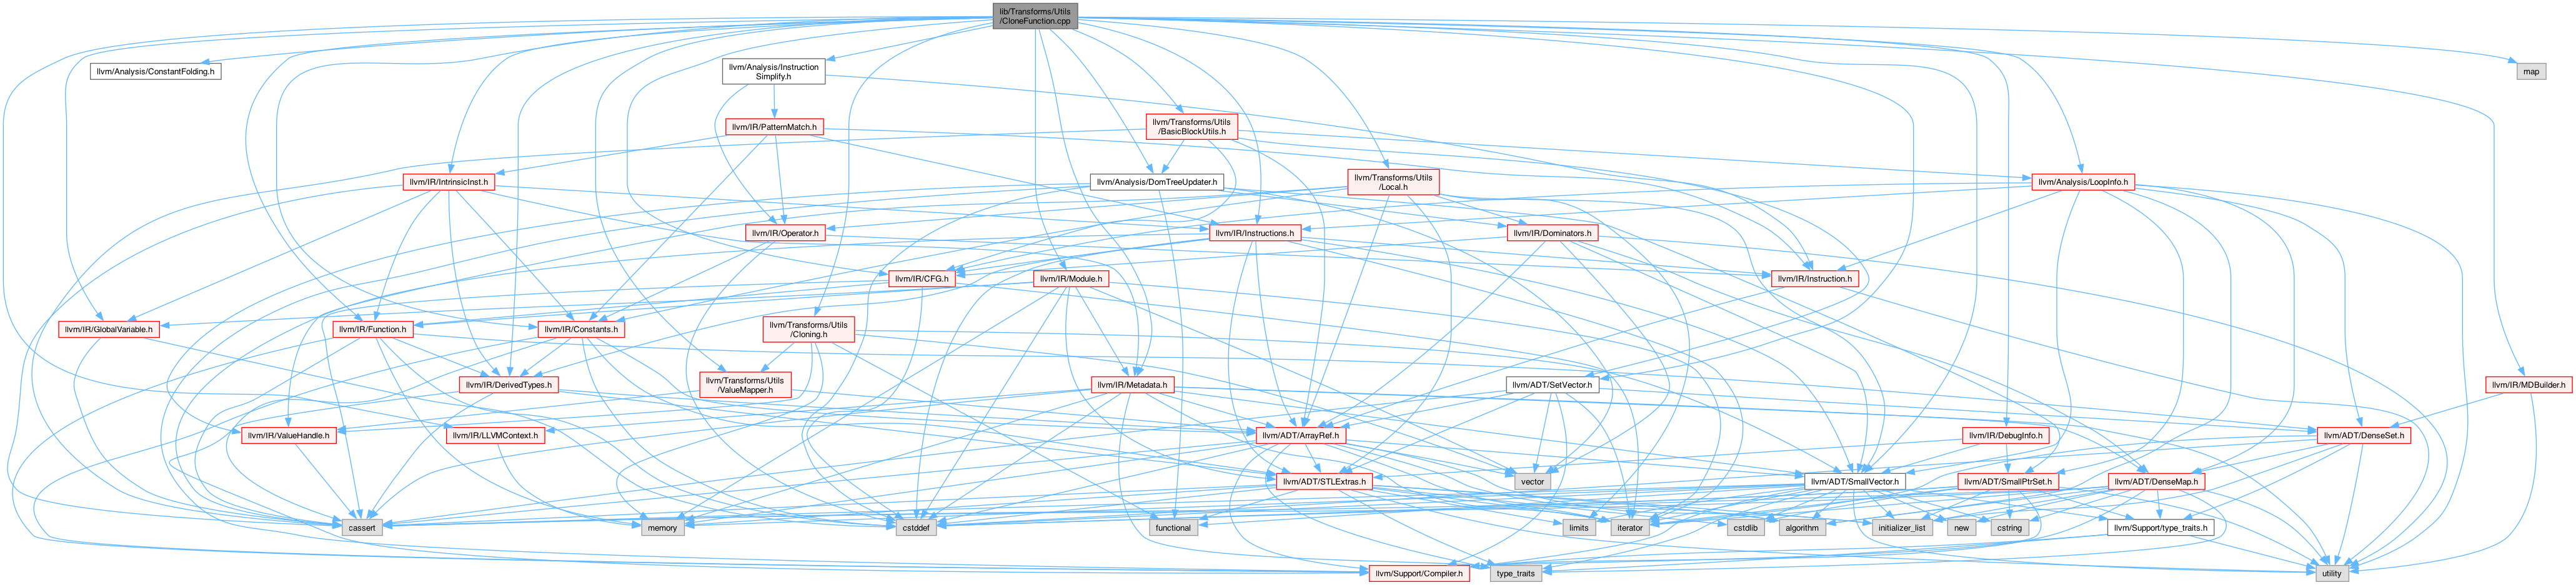 lib/Transforms/Utils
/CloneFunction.cpp
llvm/Analysis/ConstantFolding.h
llvm/Analysis/Instruction
Simplify.h
map
llvm/IR/PatternMatch.h
llvm/Transforms/Utils
/BasicBlockUtils.h
llvm/IR/IntrinsicInst.h
llvm/Analysis/DomTreeUpdater.h
llvm/Transforms/Utils
/Local.h
llvm/Analysis/LoopInfo.h
llvm/IR/Operator.h
llvm/IR/Instructions.h
llvm/IR/Dominators.h
llvm/IR/CFG.h
llvm/IR/Module.h
llvm/IR/Instruction.h
llvm/IR/GlobalVariable.h
llvm/IR/Function.h
llvm/IR/Constants.h
llvm/Transforms/Utils
/Cloning.h
llvm/IR/DerivedTypes.h
llvm/Transforms/Utils
/ValueMapper.h
llvm/IR/Metadata.h
llvm/ADT/SetVector.h
llvm/IR/MDBuilder.h
llvm/IR/ValueHandle.h
llvm/IR/LLVMContext.h
llvm/ADT/ArrayRef.h
llvm/IR/DebugInfo.h
llvm/ADT/DenseSet.h
llvm/ADT/STLExtras.h
vector
llvm/ADT/SmallVector.h
llvm/ADT/SmallPtrSet.h
llvm/ADT/DenseMap.h
cassert
memory
cstddef
functional
limits
iterator
cstdlib
algorithm
initializer_list
new
cstring
llvm/Support/type_traits.h
llvm/Support/Compiler.h
type_traits
utility